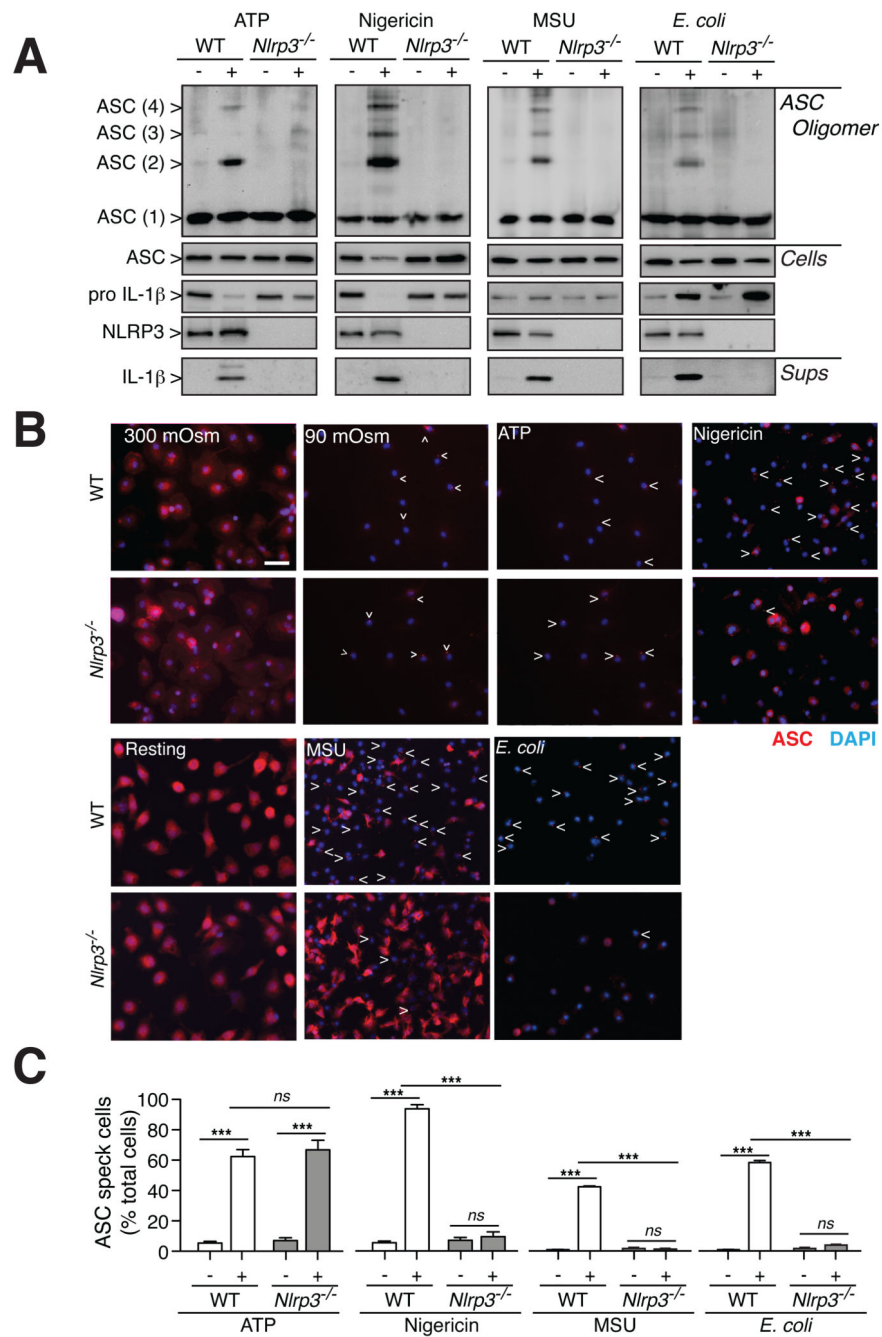 A
ATP Nigericin MSU E. coli
WT Nlrp3-/- WT Nlrp3-/- WT Nlrp3-/- WT Nlrp3-/-
- + - + - + - + - + - + - + - +
ASC (4) > ASC
ASC (3) > Oligomer
ASC (2) >
ASC (1) >
ASC > Cells
pro IL-1β >
NLRP3 >
IL-1β > Sups
B
300 mOsm 90 mOsm ATP Nigericin
WT
Nlrp3-/-
ASC DAPI
Resting MSU E. coli
WT
Nlrp3-/-
C
ASC speck cells
(% total cells)
100
80
60
40
20
0
*** ns ***
*** *** ns
*** *** ns
*** *** ns
- + - + - + - + - + - + - + - +
WT Nlrp3-/- WT Nlrp3-/- WT Nlrp3-/- WT Nlrp3-/-
ATP Nigericin MSU E. coli